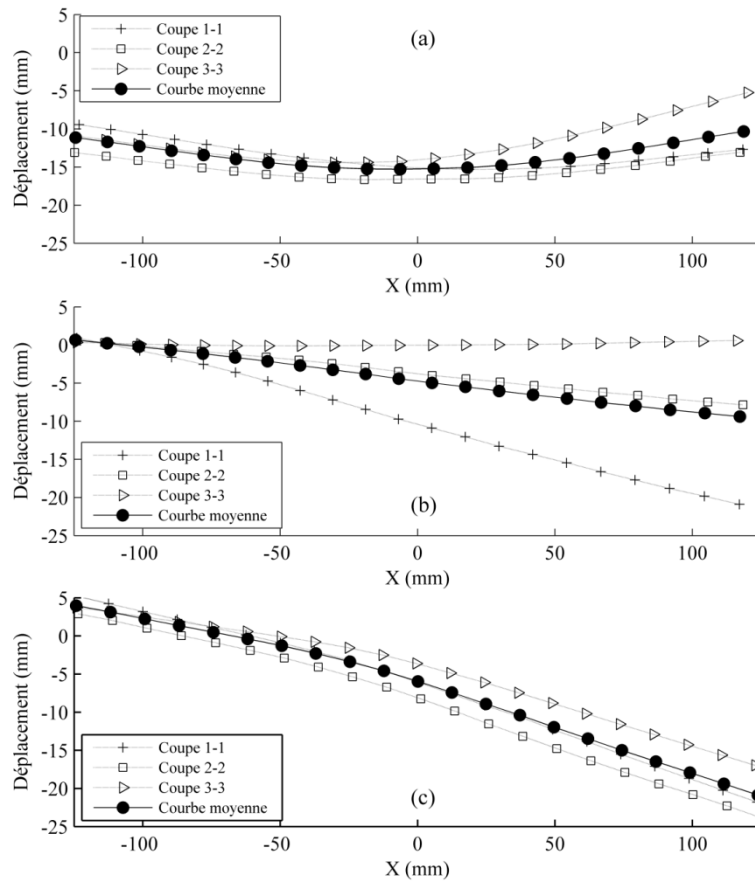 5
Coupe 1-1
Coupe 2-2
Coupe 3-3
Courbe moyenne
(a)
0
-5
-10
-15
-20
-25
Déplacement (mm)
-100
-50
0
50
100
X (mm)
5
0
-5
-10
-15
-20
-25
Déplacement (mm)
Coupe 1-1
Coupe 2-2
Coupe 3-3
Courbe moyenne
(b)
-100
-50
0
50
100
X (mm)
5
0
-5
-10
-15
-20
-25
Déplacement (mm)
Coupe 1-1
Coupe 2-2
Coupe 3-3
Courbe moyenne
(c)
-100
-50
0
50
100
X (mm)